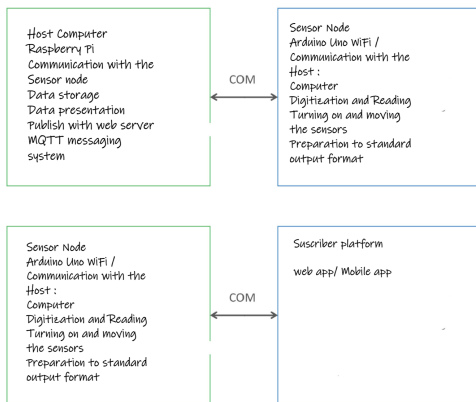 Host Computer
Raspberry Pi
Communication with the
Sensor node
Data storage
Data presentation
Publish with web server
MQTT messaging
system
COM
Sensor Node
Arduino Uno WiFi /
Communication with the
Host :
Computer
Digitization and Reading
Turning on and moving
the sensors
Preparation to standard
output format
Sensor Node
Arduino Uno WiFi /
Communication with the
Host :
Computer
Digitization and Reading
Turning on and moving
the sensors
Preparation to standard
output format
COM
Suscriber platform
web app/ Mobile app